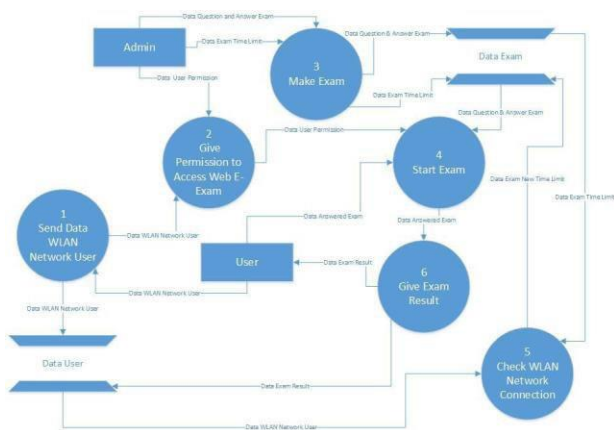 Data Question and Answer Exam
Admin
Data Exam Time Limit
Data User Permission
3
Make Exam
Data Question & Answer Exam
Data Exam
Data Exam Time Limit
Data Question & Answer Exam
2
Give
Permission to
Access Web E-
Exam
Data User Permission
4
Start Exam
Data Exam New Time Limit
Data Exam Time Limit
1
Send Data
WLAN
Network User
Data WLAN Network User
Data Answered Exam
Data Answered Exam
User
Data Exam Result
6
Give Exam
Result
Data WLAN Network User
Data WLAN Network User
Data User
5
Check WLAN
Network
Connection
Data Exam Result
Data WLAN Network User